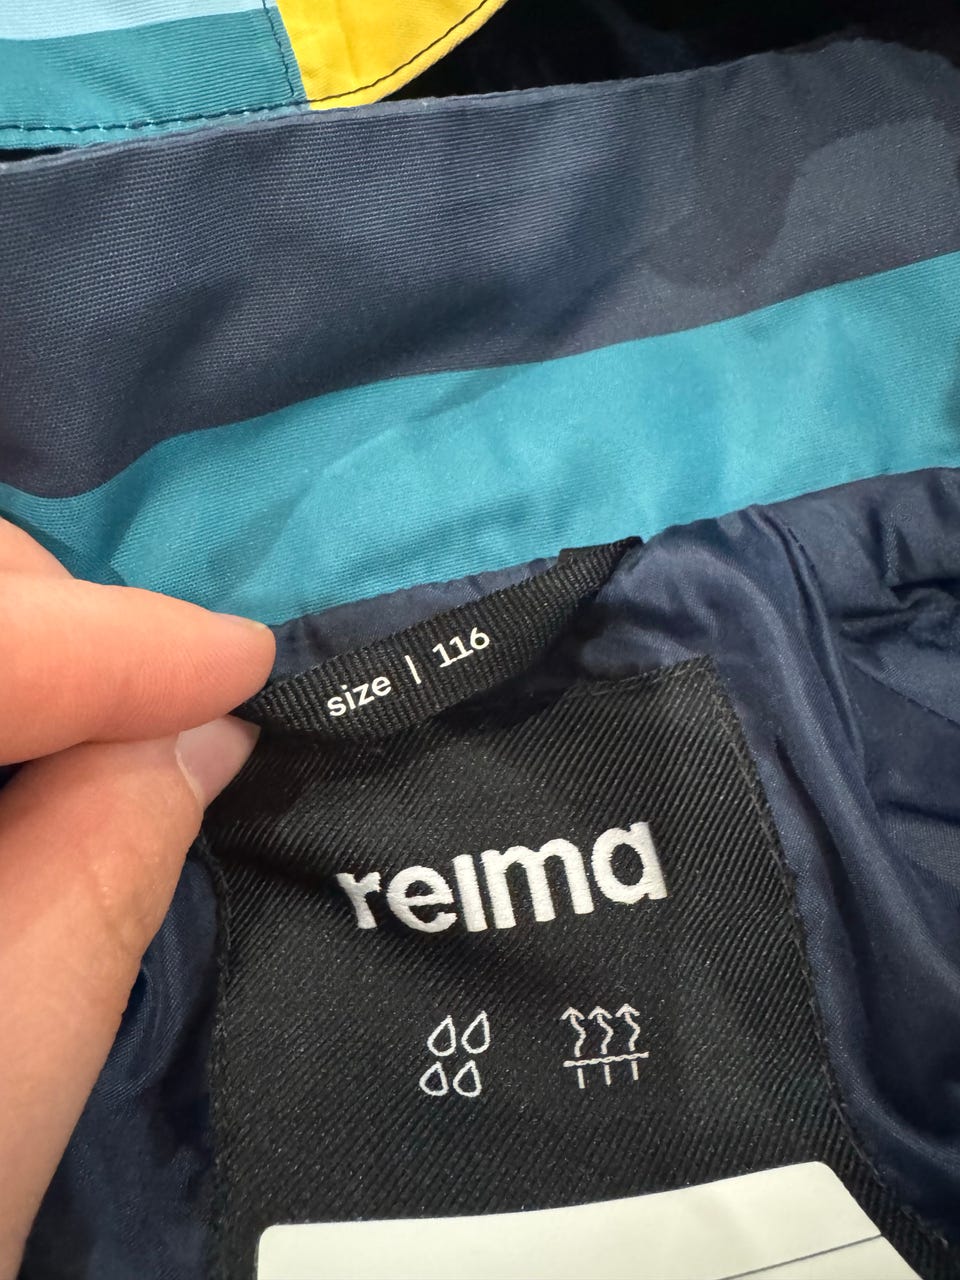 size | 116
reima